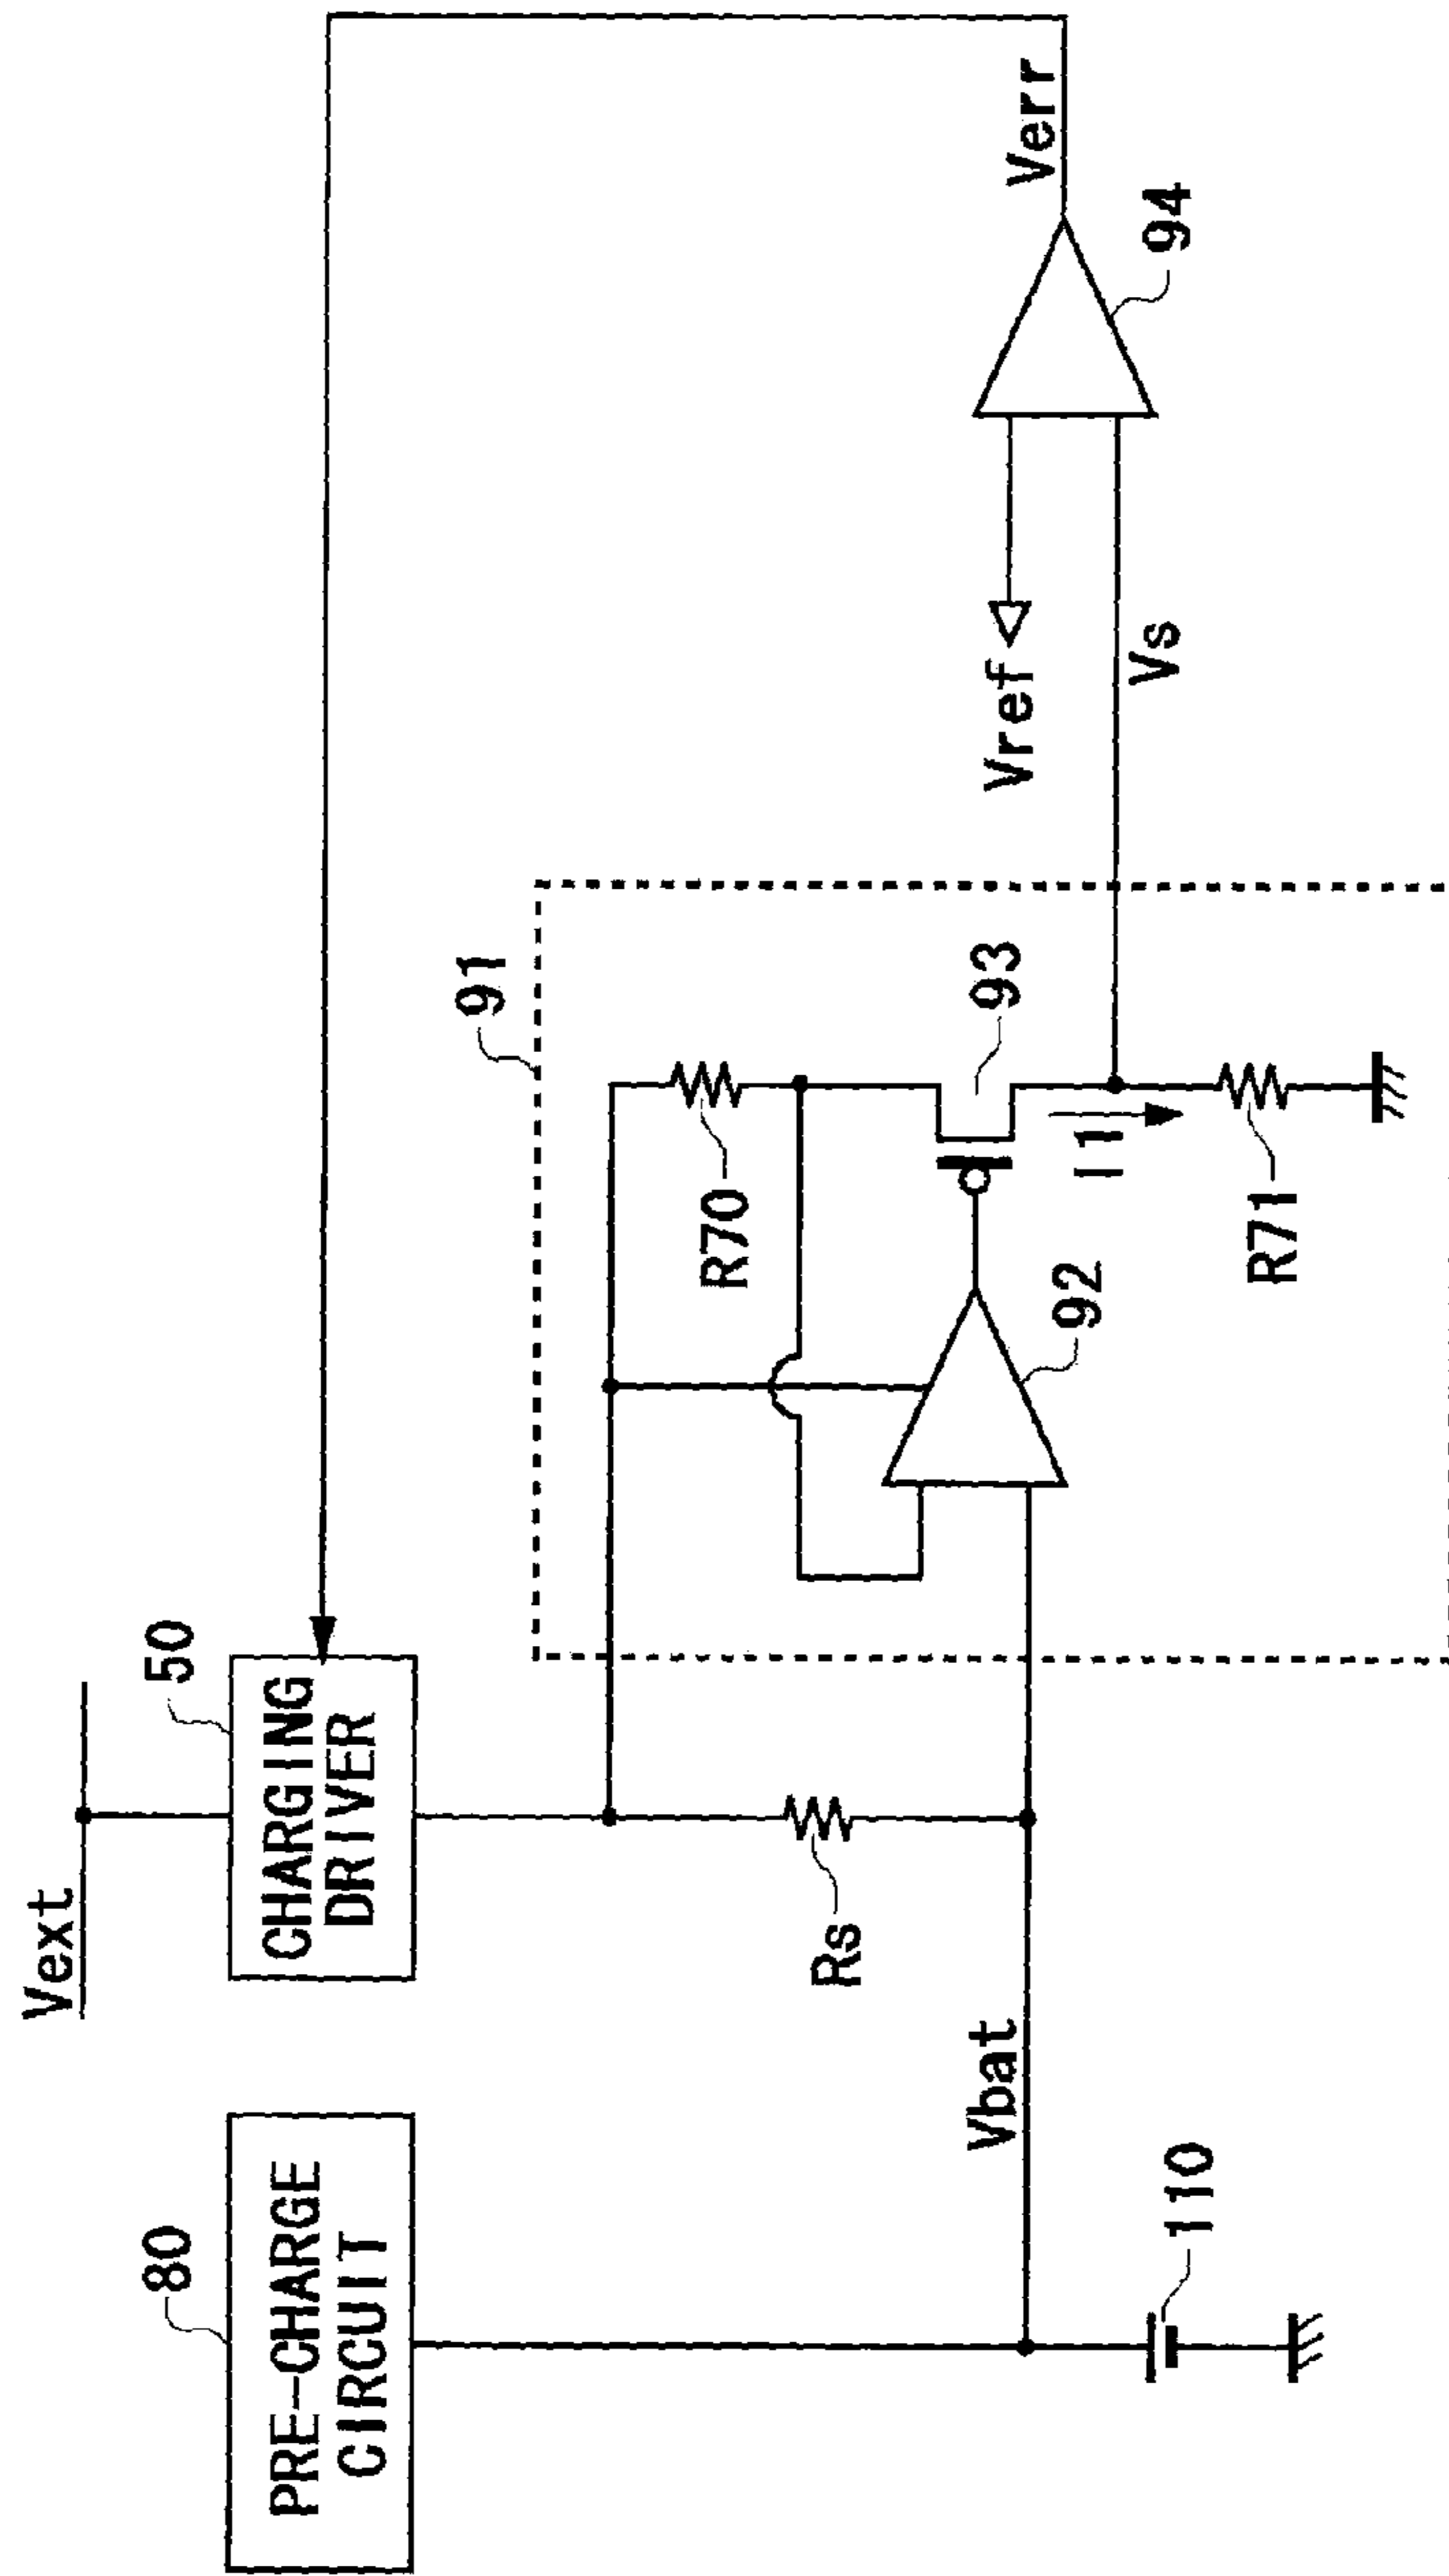 Vext
80
PRE-CHARGE
CIRCUIT
50
CHARGING
DRIVER
91
Rs
R70
Vbat
92
93
I1
Vref
Verr
94
Vs
R71
110